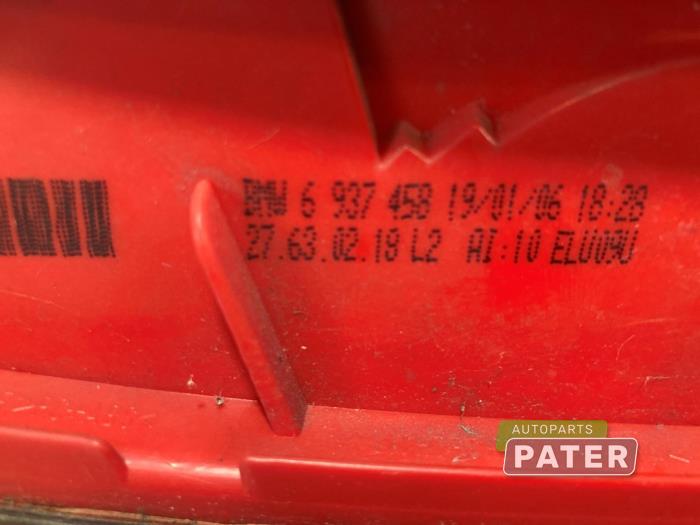 BMW 6 937 458 19/01/06 18:28
27.63.02.18 L2 AI:10 ELU09U
AUTOPARTS
PATER